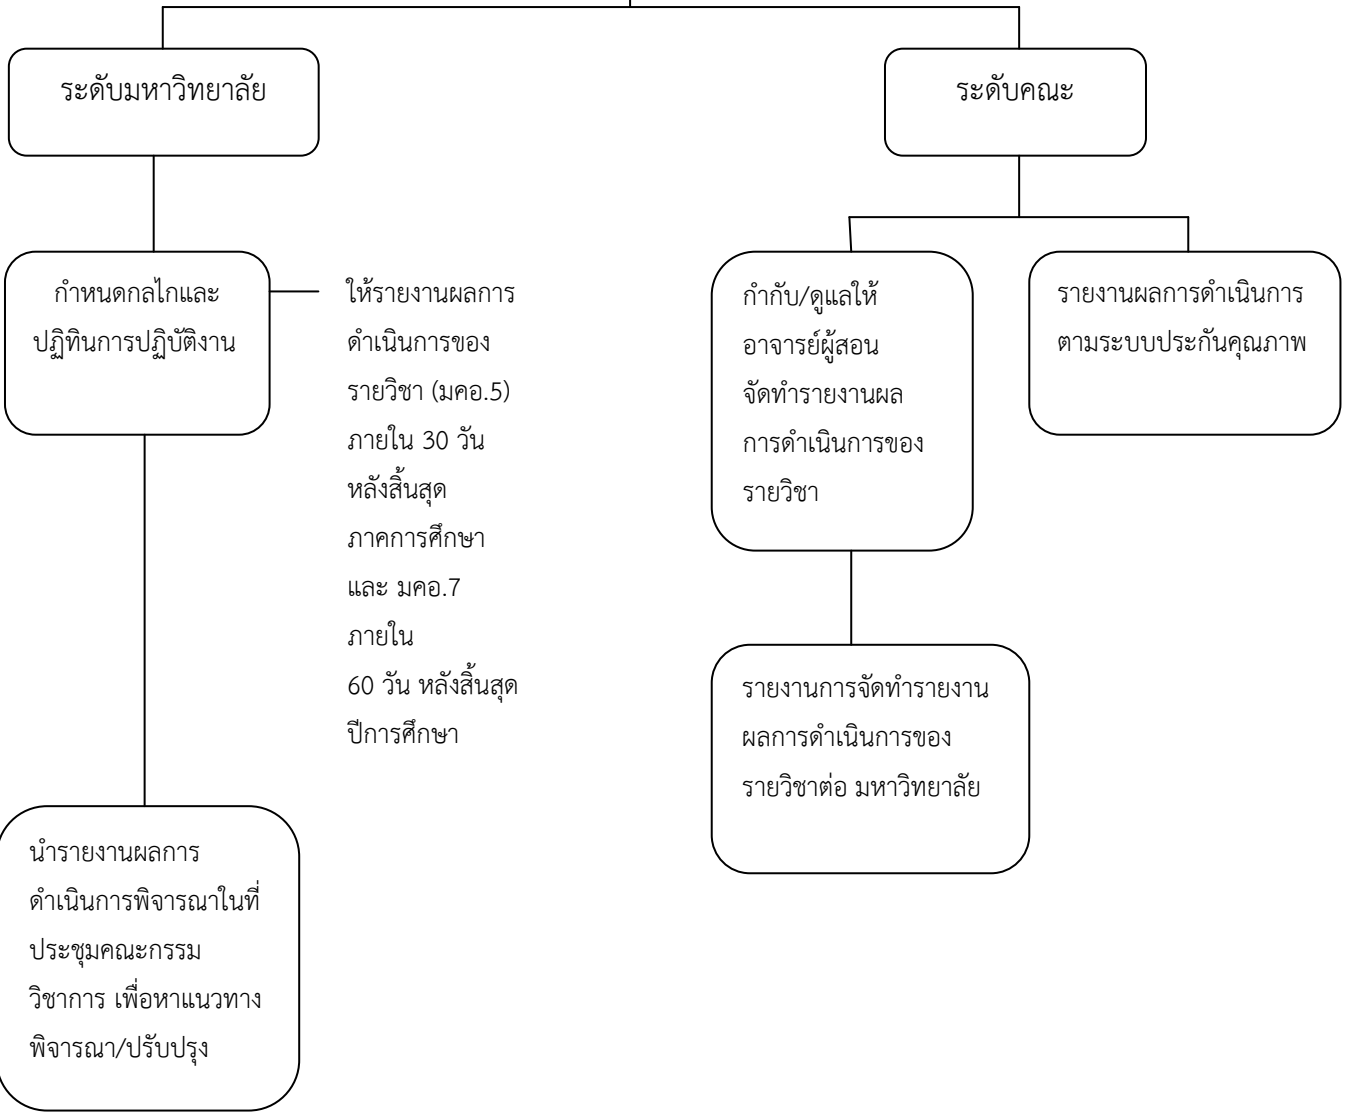 ระดับมหาวิทยาลัย
ระดับคณะ
กำหนดกลไกและ
ปฏิทินการปฏิบัติงาน
ให้รายงานผลการ
ดำเนินการของ
รายวิชา (มคอ.5)
ภายใน 30 วัน
หลังสิ้นสุด
ภาคการศึกษา
และ มคอ.7
ภายใน
60 วัน หลังสิ้นสุด
ปีการศึกษา
กำกับ/ดูแลให้
อาจารย์ผู้สอน
จัดทำรายงานผล
การดำเนินการของ
รายวิชา
รายงานผลการดำเนินการ
ตามระบบประกันคุณภาพ
รายงานการจัดทำรายงาน
ผลการดำเนินการของ
รายวิชาต่อ มหาวิทยาลัย
นำรายงานผลการ
ดำเนินการพิจารณาในที่
ประชุมคณะกรรม
วิชาการ เพื่อหาแนวทาง
พิจารณา/ปรับปรุง